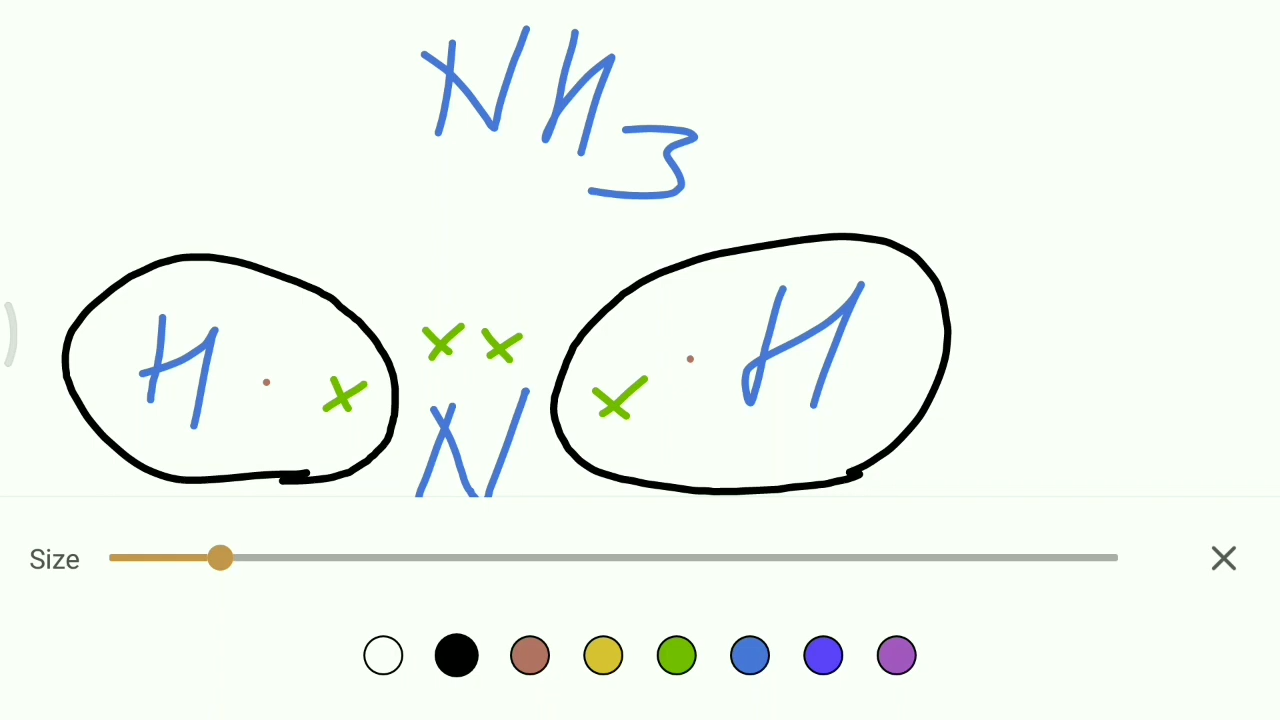 NH3
H . x x x x . H
N
Size